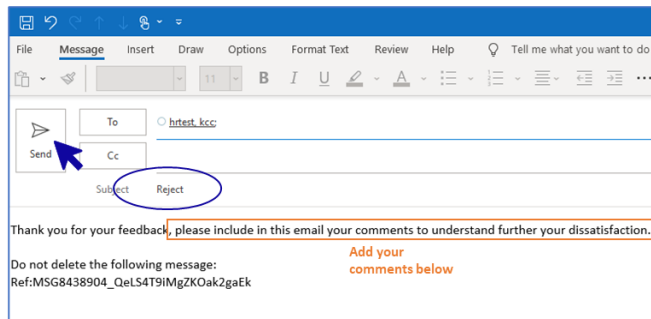 File Message Insert Draw Options Format Text Review Help Tell me what you want to do
11 B I U A
To hrtest, kcc;
Send
Cc
Subject Reject
Thank you for your feedback, please include in this email your comments to understand further your dissatisfaction.
Add your
comments below
Do not delete the following message:
Ref:MSG8438904_QeLS4T9iMgZKOak2gaEk